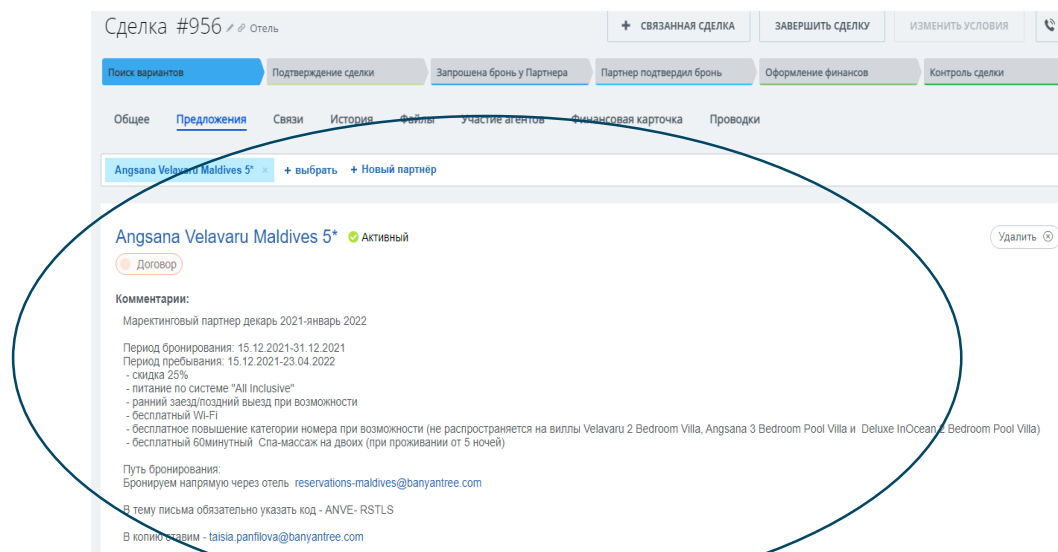 Сделка #956 Отель
+ СВЯЗАННАЯ СДЕЛКА
ЗАВЕРШИТЬ СДЕЛКУ
ИЗМЕНИТЬ УСЛОВИЯ
Поиск вариантов
Подтверждение сделки
Запрошена бронь у Партнера
Партнер подтвердил бронь
Оформление финансов
Контроль сделки
Общее
Предложения
Связи
История
Файлы
Участие агентов
Финансовая карточка
Проводки
Angsana Velavaru Maldives 5* ×
+ выбрать
+ Новый партнёр
Angsana Velavaru Maldives 5* Активный
Удалить
Договор
Комментарии:
Маректинговый партнер декарь 2021-январь 2022
Период бронирования: 15.12.2021-31.12.2021
Период пребывания: 15.12.2021-23.04.2022
- скидка 25%
- питание по системе "All Inclusive"
- ранний заезд/поздний выезд при возможности
- бесплатный Wi-Fi
- бесплатное повышение категории номера при возможности (не распространяется на виллы Velavaru 2 Bedroom Villa, Angsana 3 Bedroom Pool Villa и Deluxe InOcean 2 Bedroom Pool Villa)
- бесплатный 60минутный Спа-массаж на двоих (при проживании от 5 ночей)
Путь бронирования:
Бронируем напрямую через отель reservations-maldives@banyantree.com
В тему письма обязательно указать код - ANVE- RSTLS
В копию ставим - taisia.panfilova@banyantree.com